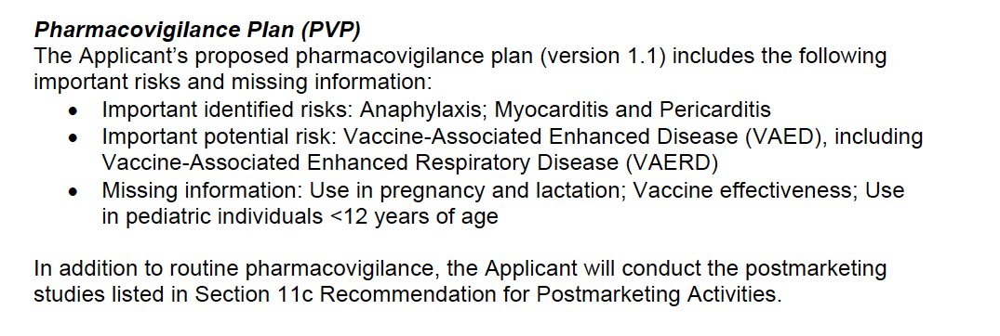 Pharmacovigilance Plan (PVP)
The Applicant's proposed pharmacovigilance plan (version 1.1) includes the following
important risks and missing information:
• Important identified risks: Anaphylaxis; Myocarditis and Pericarditis
• Important potential risk: Vaccine-Associated Enhanced Disease (VAED), including
Vaccine-Associated Enhanced Respiratory Disease (VAERD)
• Missing information: Use in pregnancy and lactation; Vaccine effectiveness; Use
in pediatric individuals <12 years of age
In addition to routine pharmacovigilance, the Applicant will conduct the postmarketing
studies listed in Section 11c Recommendation for Postmarketing Activities.